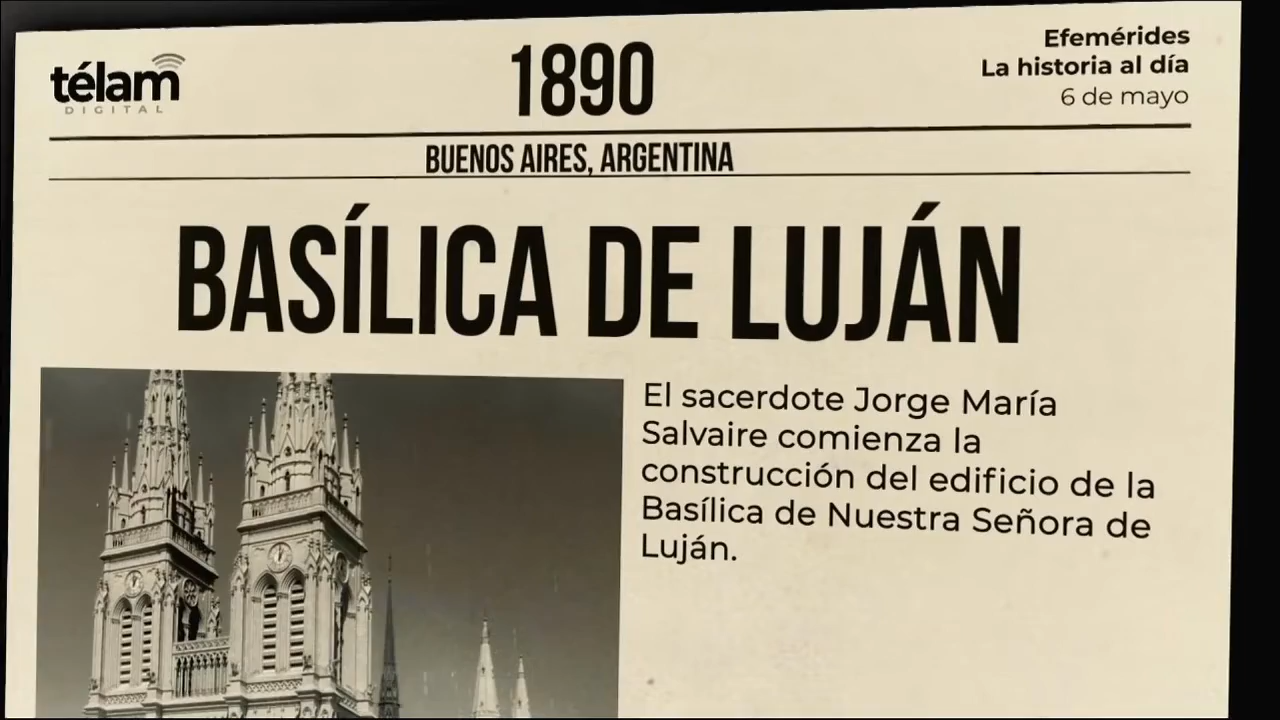 télam
DIGITAL
1890
Efemérides
La historia al día
6 de mayo
BUENOS AIRES, ARGENTINA
BASÍLICA DE LUJÁN
El sacerdote Jorge María
Salvaire comienza la
construcción del edificio de la
Basílica de Nuestra Señora de
Luján.